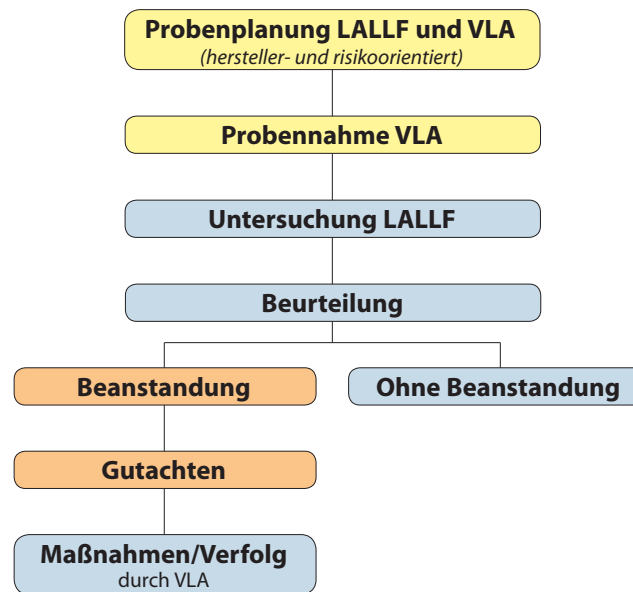 Probenplanung LALLF und VLA
(hersteller- und risikoorientiert)
Probennahme VLA
Untersuchung LALLF
Beurteilung
Beanstandung
Ohne Beanstandung
Gutachten
Maßnahmen/Verfolg
durch VLA